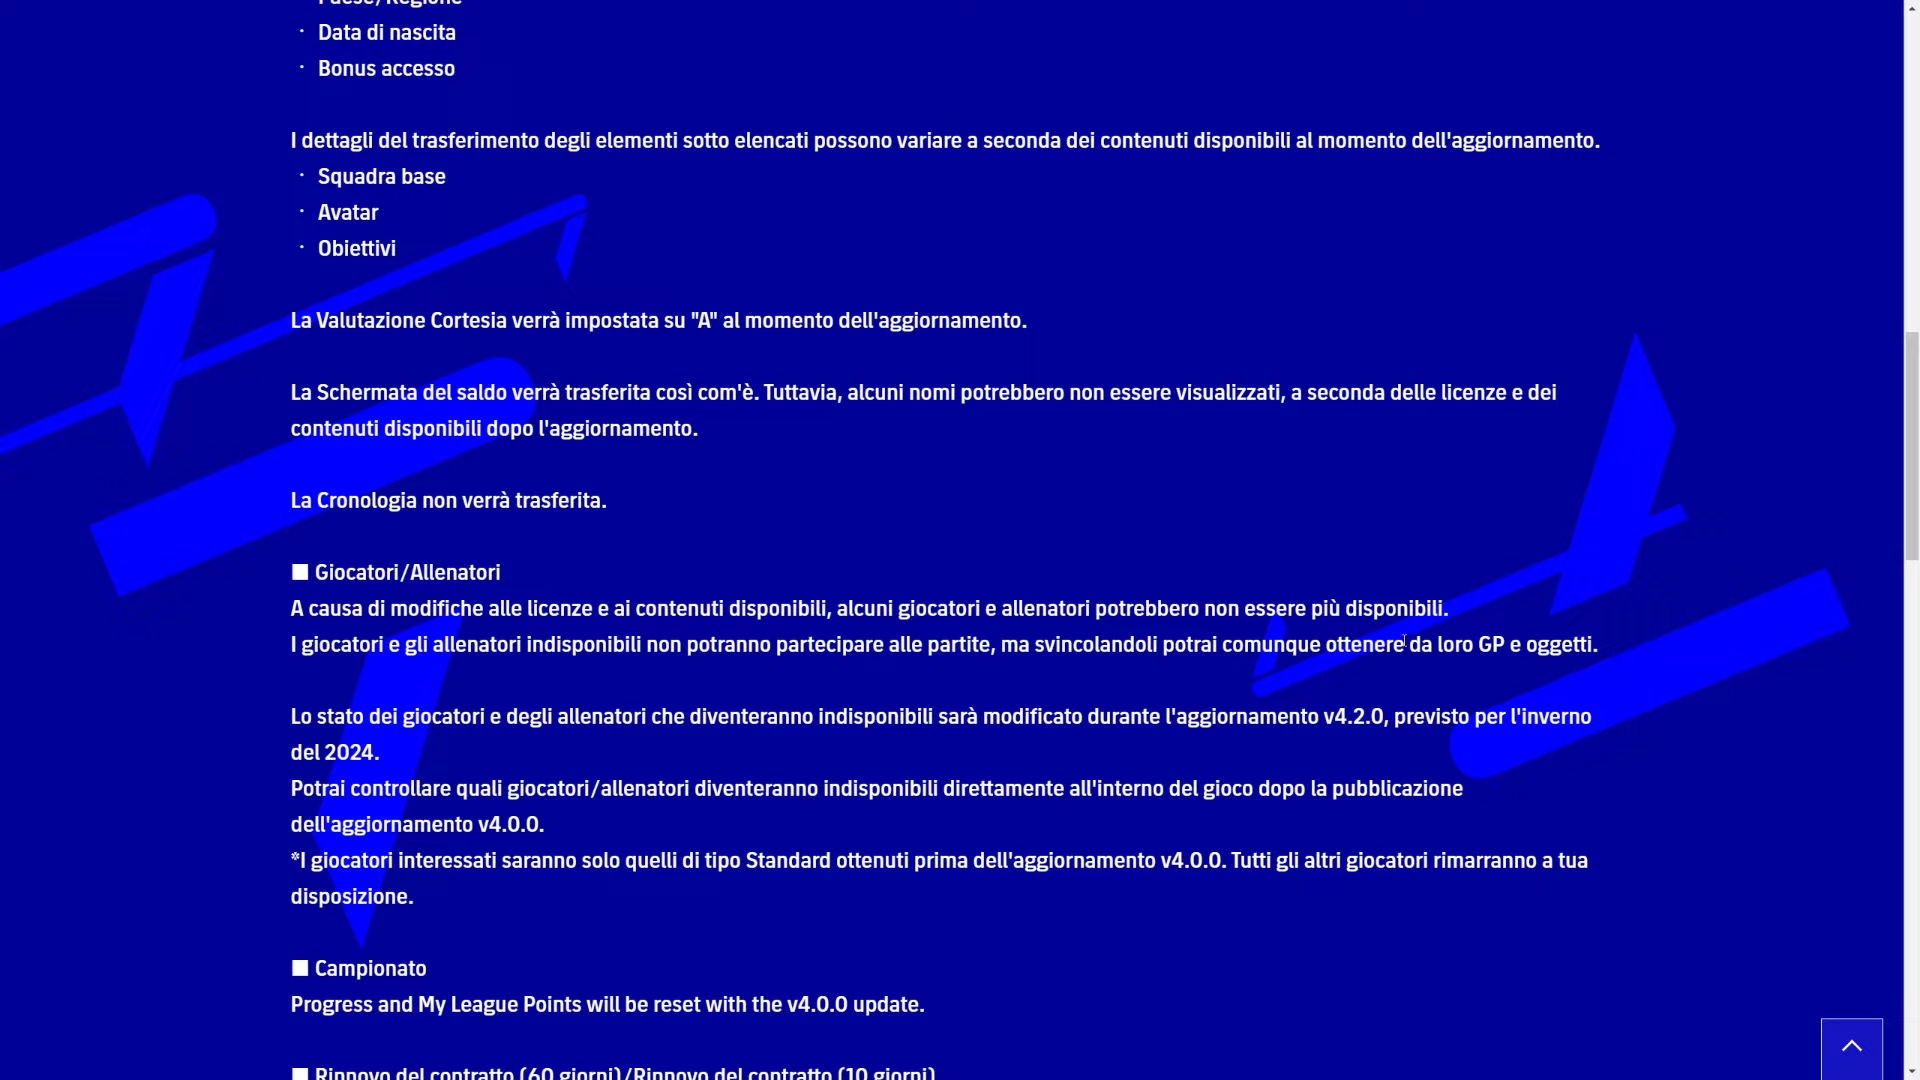 Paese/Regione
· Data di nascita
· Bonus accesso
I dettagli del trasferimento degli elementi sotto elencati possono variare a seconda dei contenuti disponibili al momento dell'aggiornamento.
· Squadra base
· Avatar
· Obiettivi
La Valutazione Cortesia verrà impostata su "A" al momento dell'aggiornamento.
La Schermata del saldo verrà trasferita così com'è. Tuttavia, alcuni nomi potrebbero non essere visualizzati, a seconda delle licenze e dei
contenuti disponibili dopo l'aggiornamento.
La Cronologia non verrà trasferita.
■ Giocatori/Allenatori
A causa di modifiche alle licenze e ai contenuti disponibili, alcuni giocatori e allenatori potrebbero non essere più disponibili.
I giocatori e gli allenatori indisponibili non potranno partecipare alle partite, ma svincolandoli potrai comunque ottenere da loro GP e oggetti.
Lo stato dei giocatori e degli allenatori che diventeranno indisponibili sarà modificato durante l'aggiornamento v4.2.0, previsto per l'inverno
del 2024.
Potrai controllare quali giocatori/allenatori diventeranno indisponibili direttamente all'interno del gioco dopo la pubblicazione
dell'aggiornamento v4.0.0.
*I giocatori interessati saranno solo quelli di tipo Standard ottenuti prima dell'aggiornamento v4.0.0. Tutti gli altri giocatori rimarranno a tua
disposizione.
■ Campionato
Progress and My League Points will be reset with the v4.0.0 update.
■ Rinnovo del contratto (60 giorni)/Rinnovo del contratto (10 giorni)